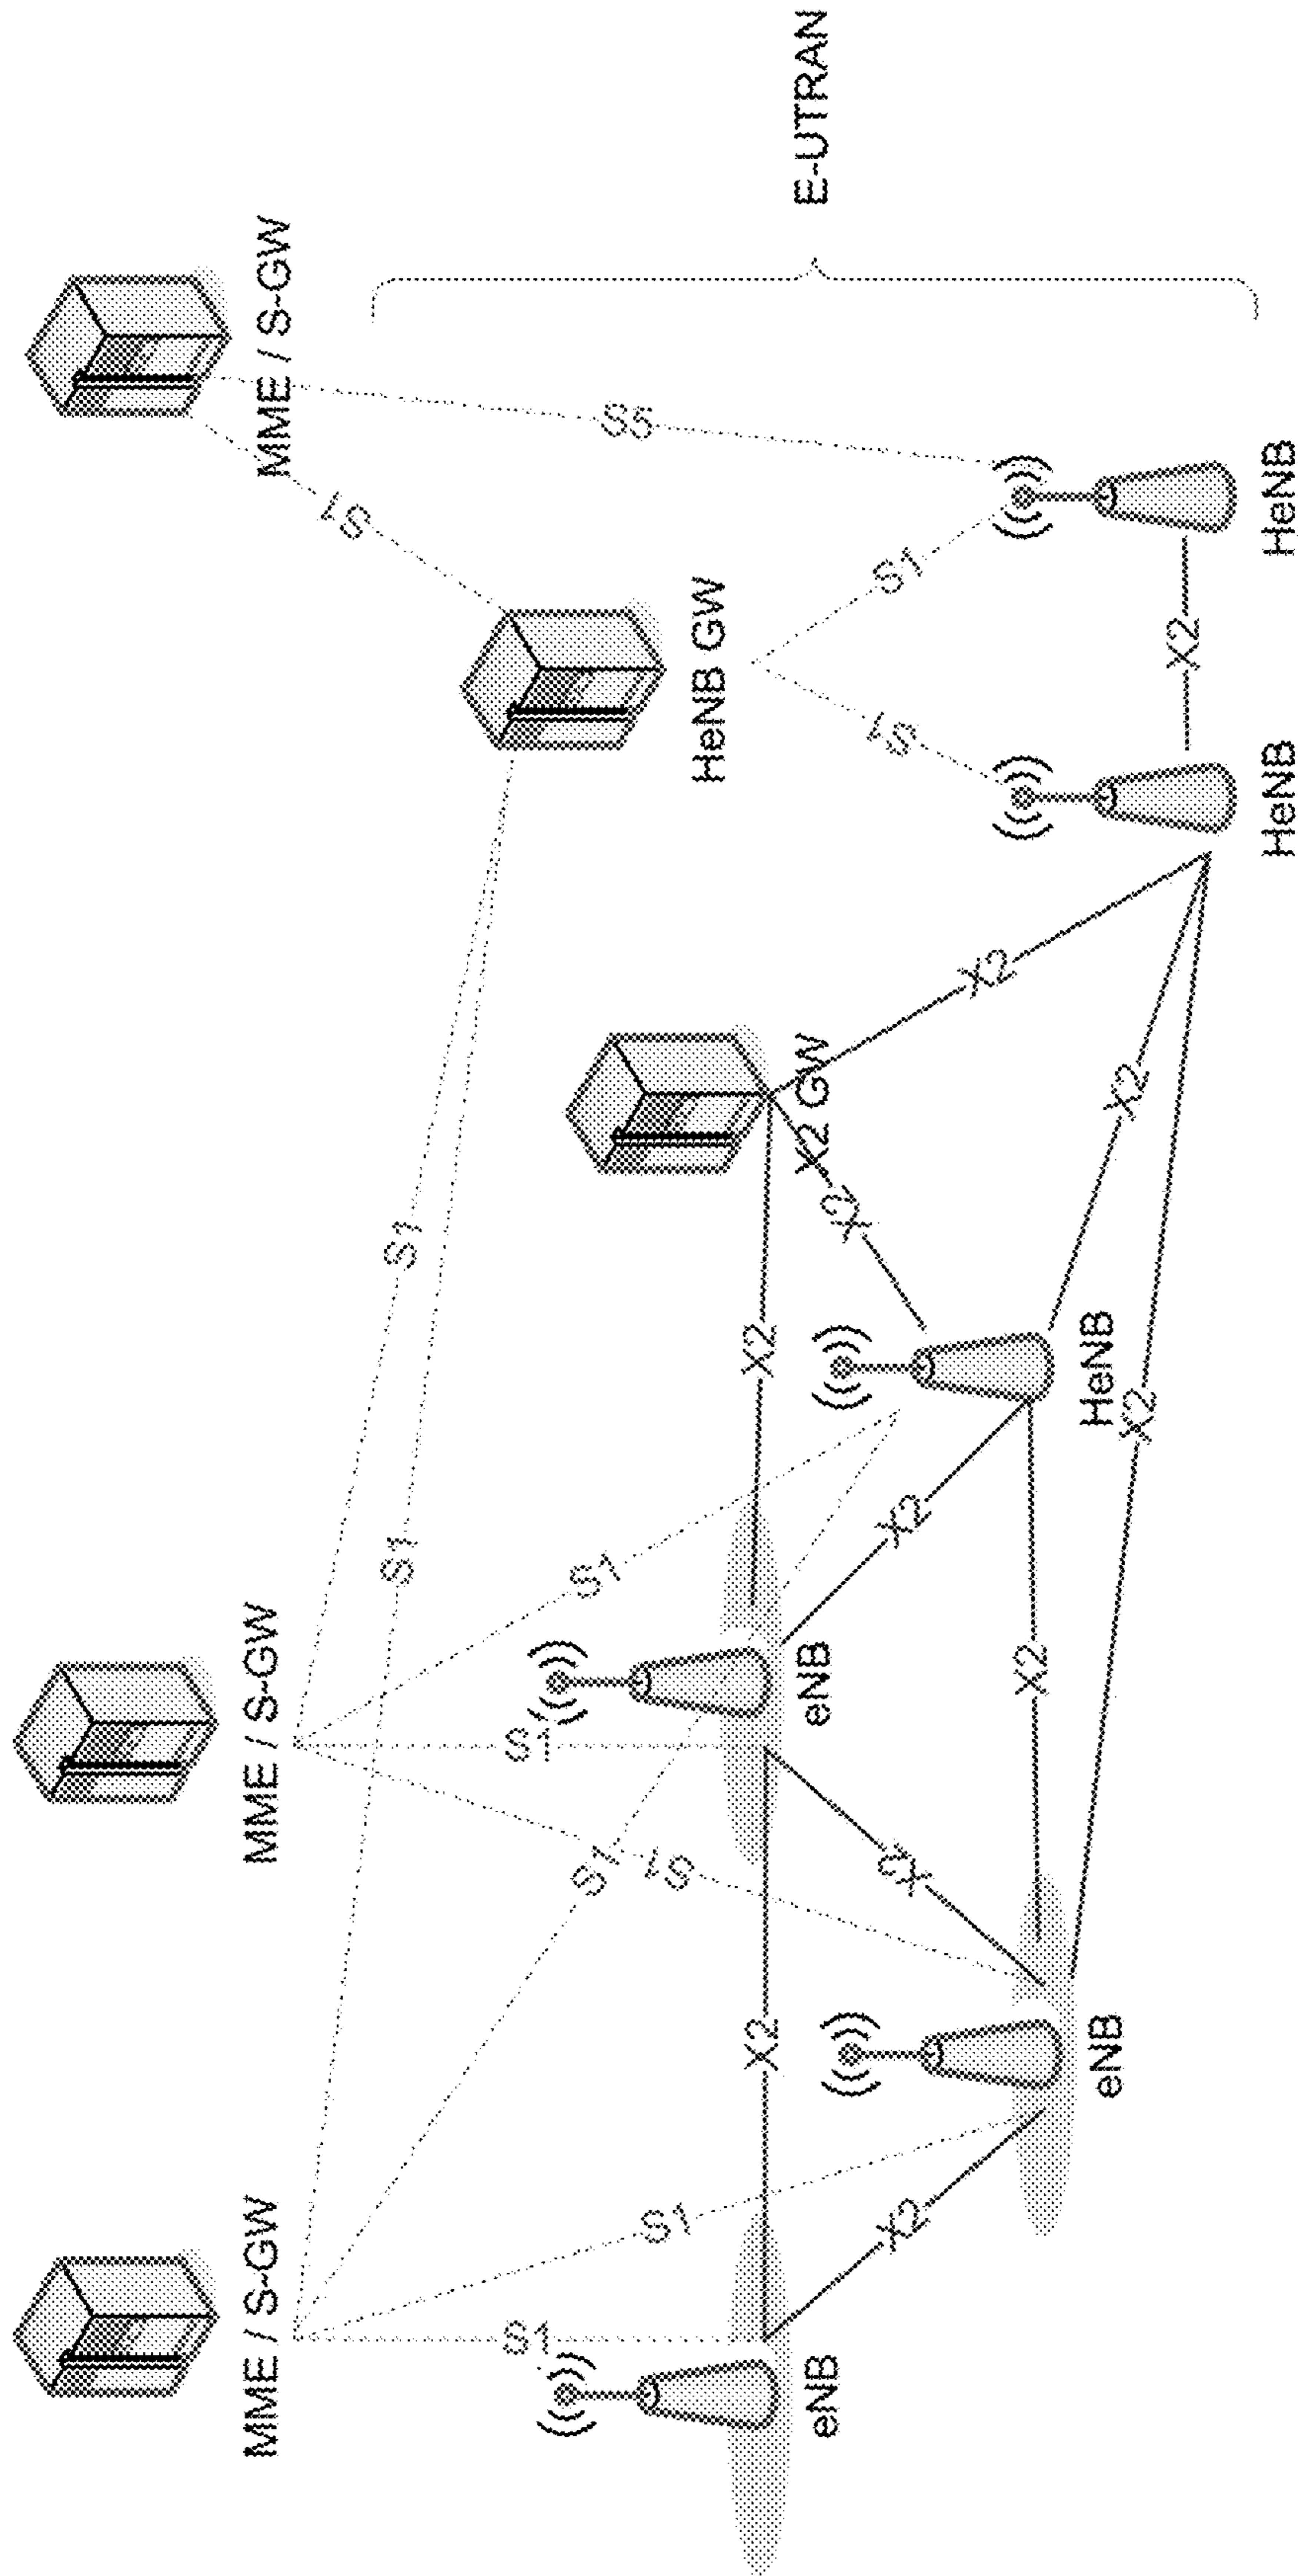 MME / S-GW
MME / S-GW
MME / S-GW
S1
S1
S1
S1
S1
S1
S1
S5
S1
S1
HeNB GW
X2
X2
eNB
eNB
X2 GW
E-UTRAN
X2
S1
S1
X2
X2
X2
X2
X2
eNB
HeNB
X2
X2
X2
HeNB
HeNB